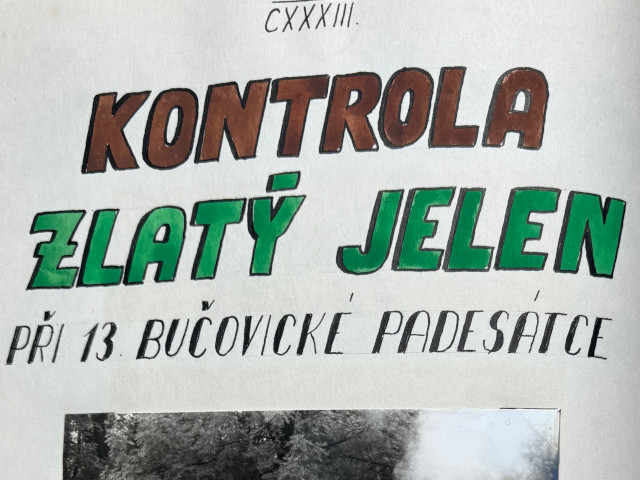 CXXXIII.
KONTROLA
ZLATÝ JELEN
PŘI 13. BUČOVICKÉ PADESÁTCE